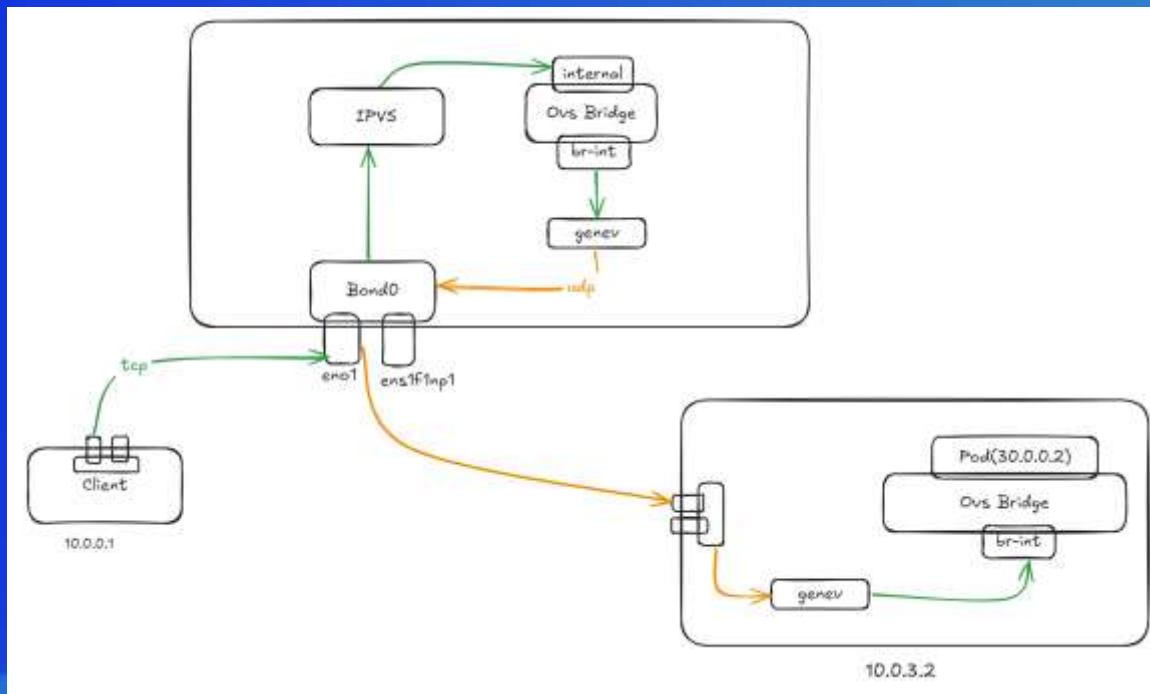 internal
IPVS
Ovs Bridge
br-int
genev
Bond0
udp
tcp
eno1
ens1f1np1
Client
10.0.0.1
Pod(30.0.0.2)
Ovs Bridge
br-int
genev
10.0.3.2